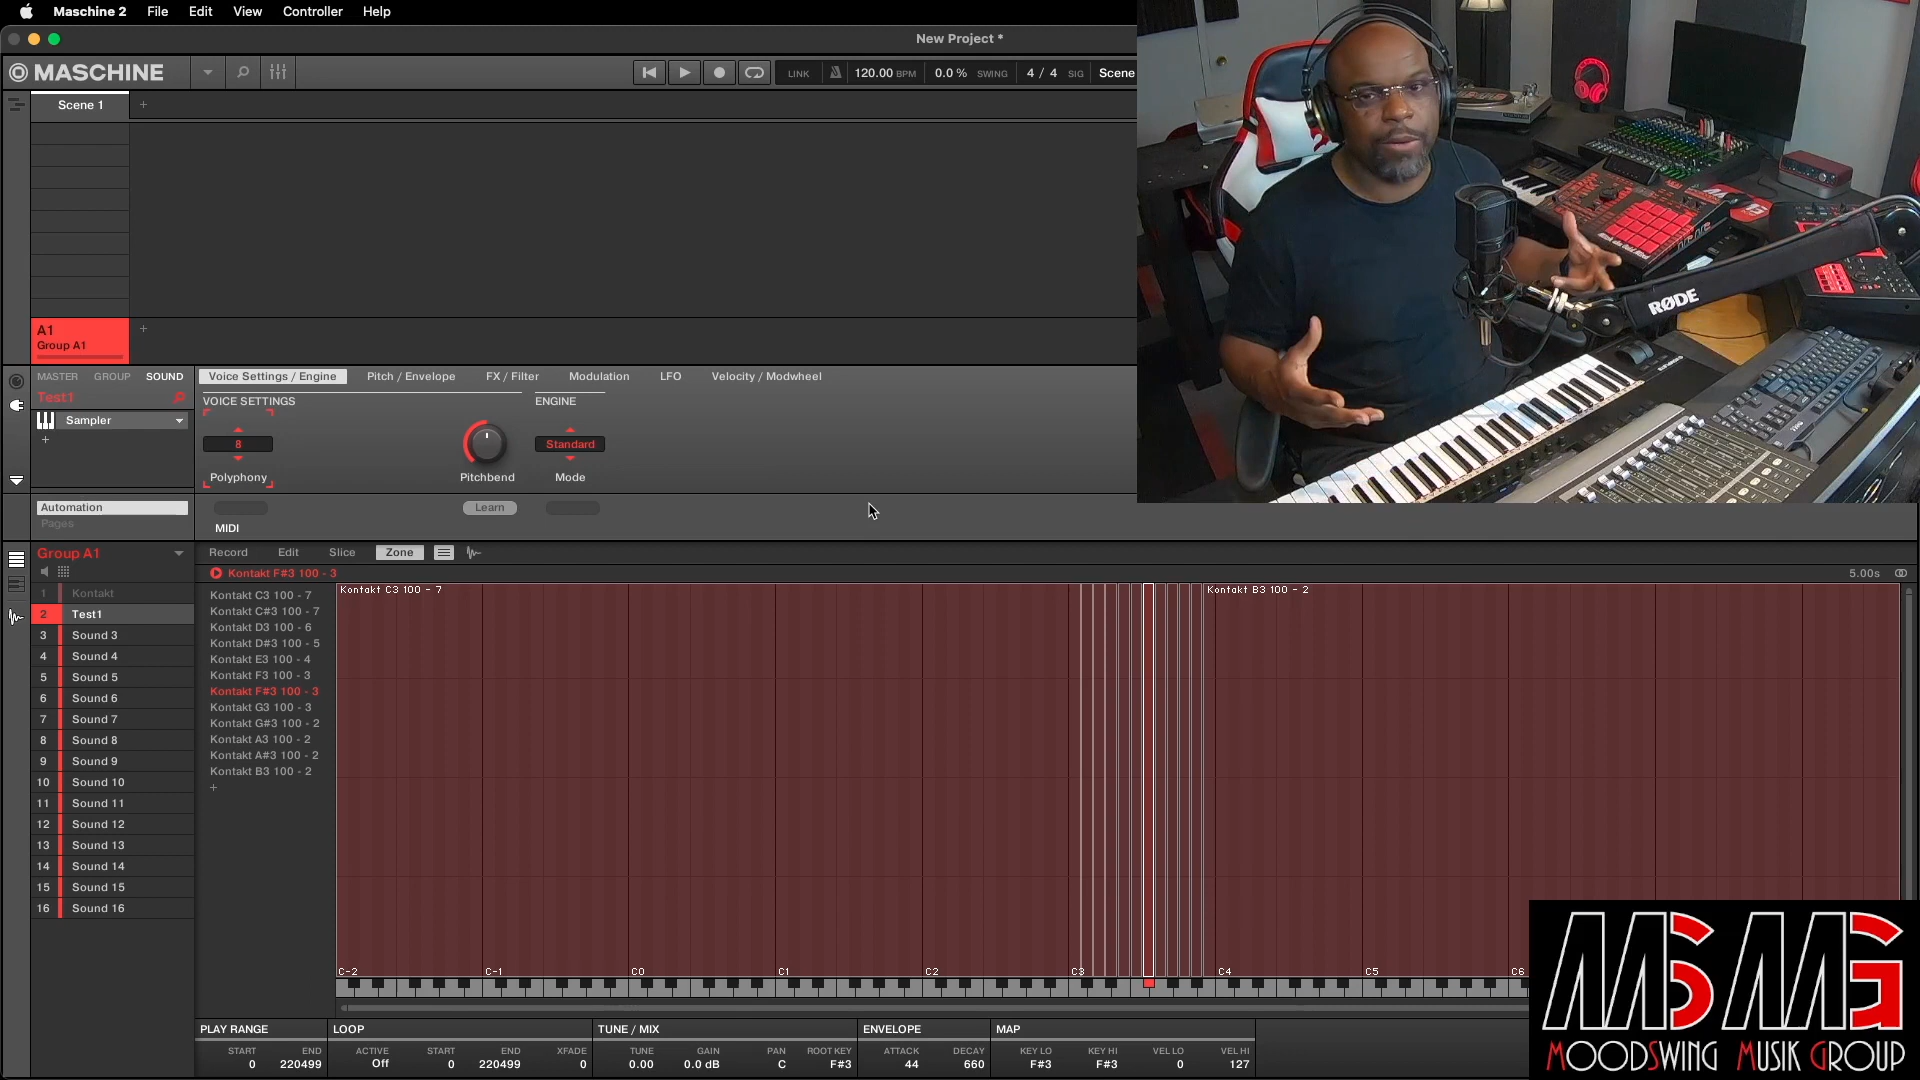 Maschine 2 File Edit View Controller Help
New Project *
MASCHINE
LINK 120.00 BPM 0.0 % SWING 4 / 4 SIG Scene
Scene 1
A1
Group A1
MASTER GROUP SOUND
Voice Settings / Engine Pitch / Envelope FX / Filter Modulation LFO Velocity / Modwheel
Test1
VOICE SETTINGS ENGINE
Sampler
8 Standard
Polyphony Pitchbend Mode
Automation Learn
Pages
MIDI
Group A1
Record Edit Slice Zone
Kontakt F#3 100 - 3 5.00s
1 Kontakt
2 Test1
3 Sound 3
4 Sound 4
5 Sound 5
6 Sound 6
7 Sound 7
8 Sound 8
9 Sound 9
10 Sound 10
11 Sound 11
12 Sound 12
13 Sound 13
14 Sound 14
15 Sound 15
16 Sound 16
Kontakt C3 100 - 7
Kontakt C#3 100 - 7
Kontakt D3 100 - 6
Kontakt D#3 100 - 5
Kontakt E3 100 - 4
Kontakt F3 100 - 3
Kontakt F#3 100 - 3
Kontakt G3 100 - 3
Kontakt G#3 100 - 2
Kontakt A3 100 - 2
Kontakt A#3 100 - 2
Kontakt B3 100 - 2
Kontakt C3 100 - 7 Kontakt B3 100 - 2
C-2 C-1 C0 C1 C2 C3 C4 C5 C6
PLAY RANGE LOOP TUNE / MIX ENVELOPE MAP
START END ACTIVE START END XFADE TUNE GAIN PAN ROOT KEY ATTACK DECAY KEY LO KEY HI VEL LO VEL HI
0 220499 Off 0 220499 0 0.00 0.0 dB C F#3 44 660 F#3 F#3 0 127
RØDE
MSMG
MOODSWING MUSIK GROUP